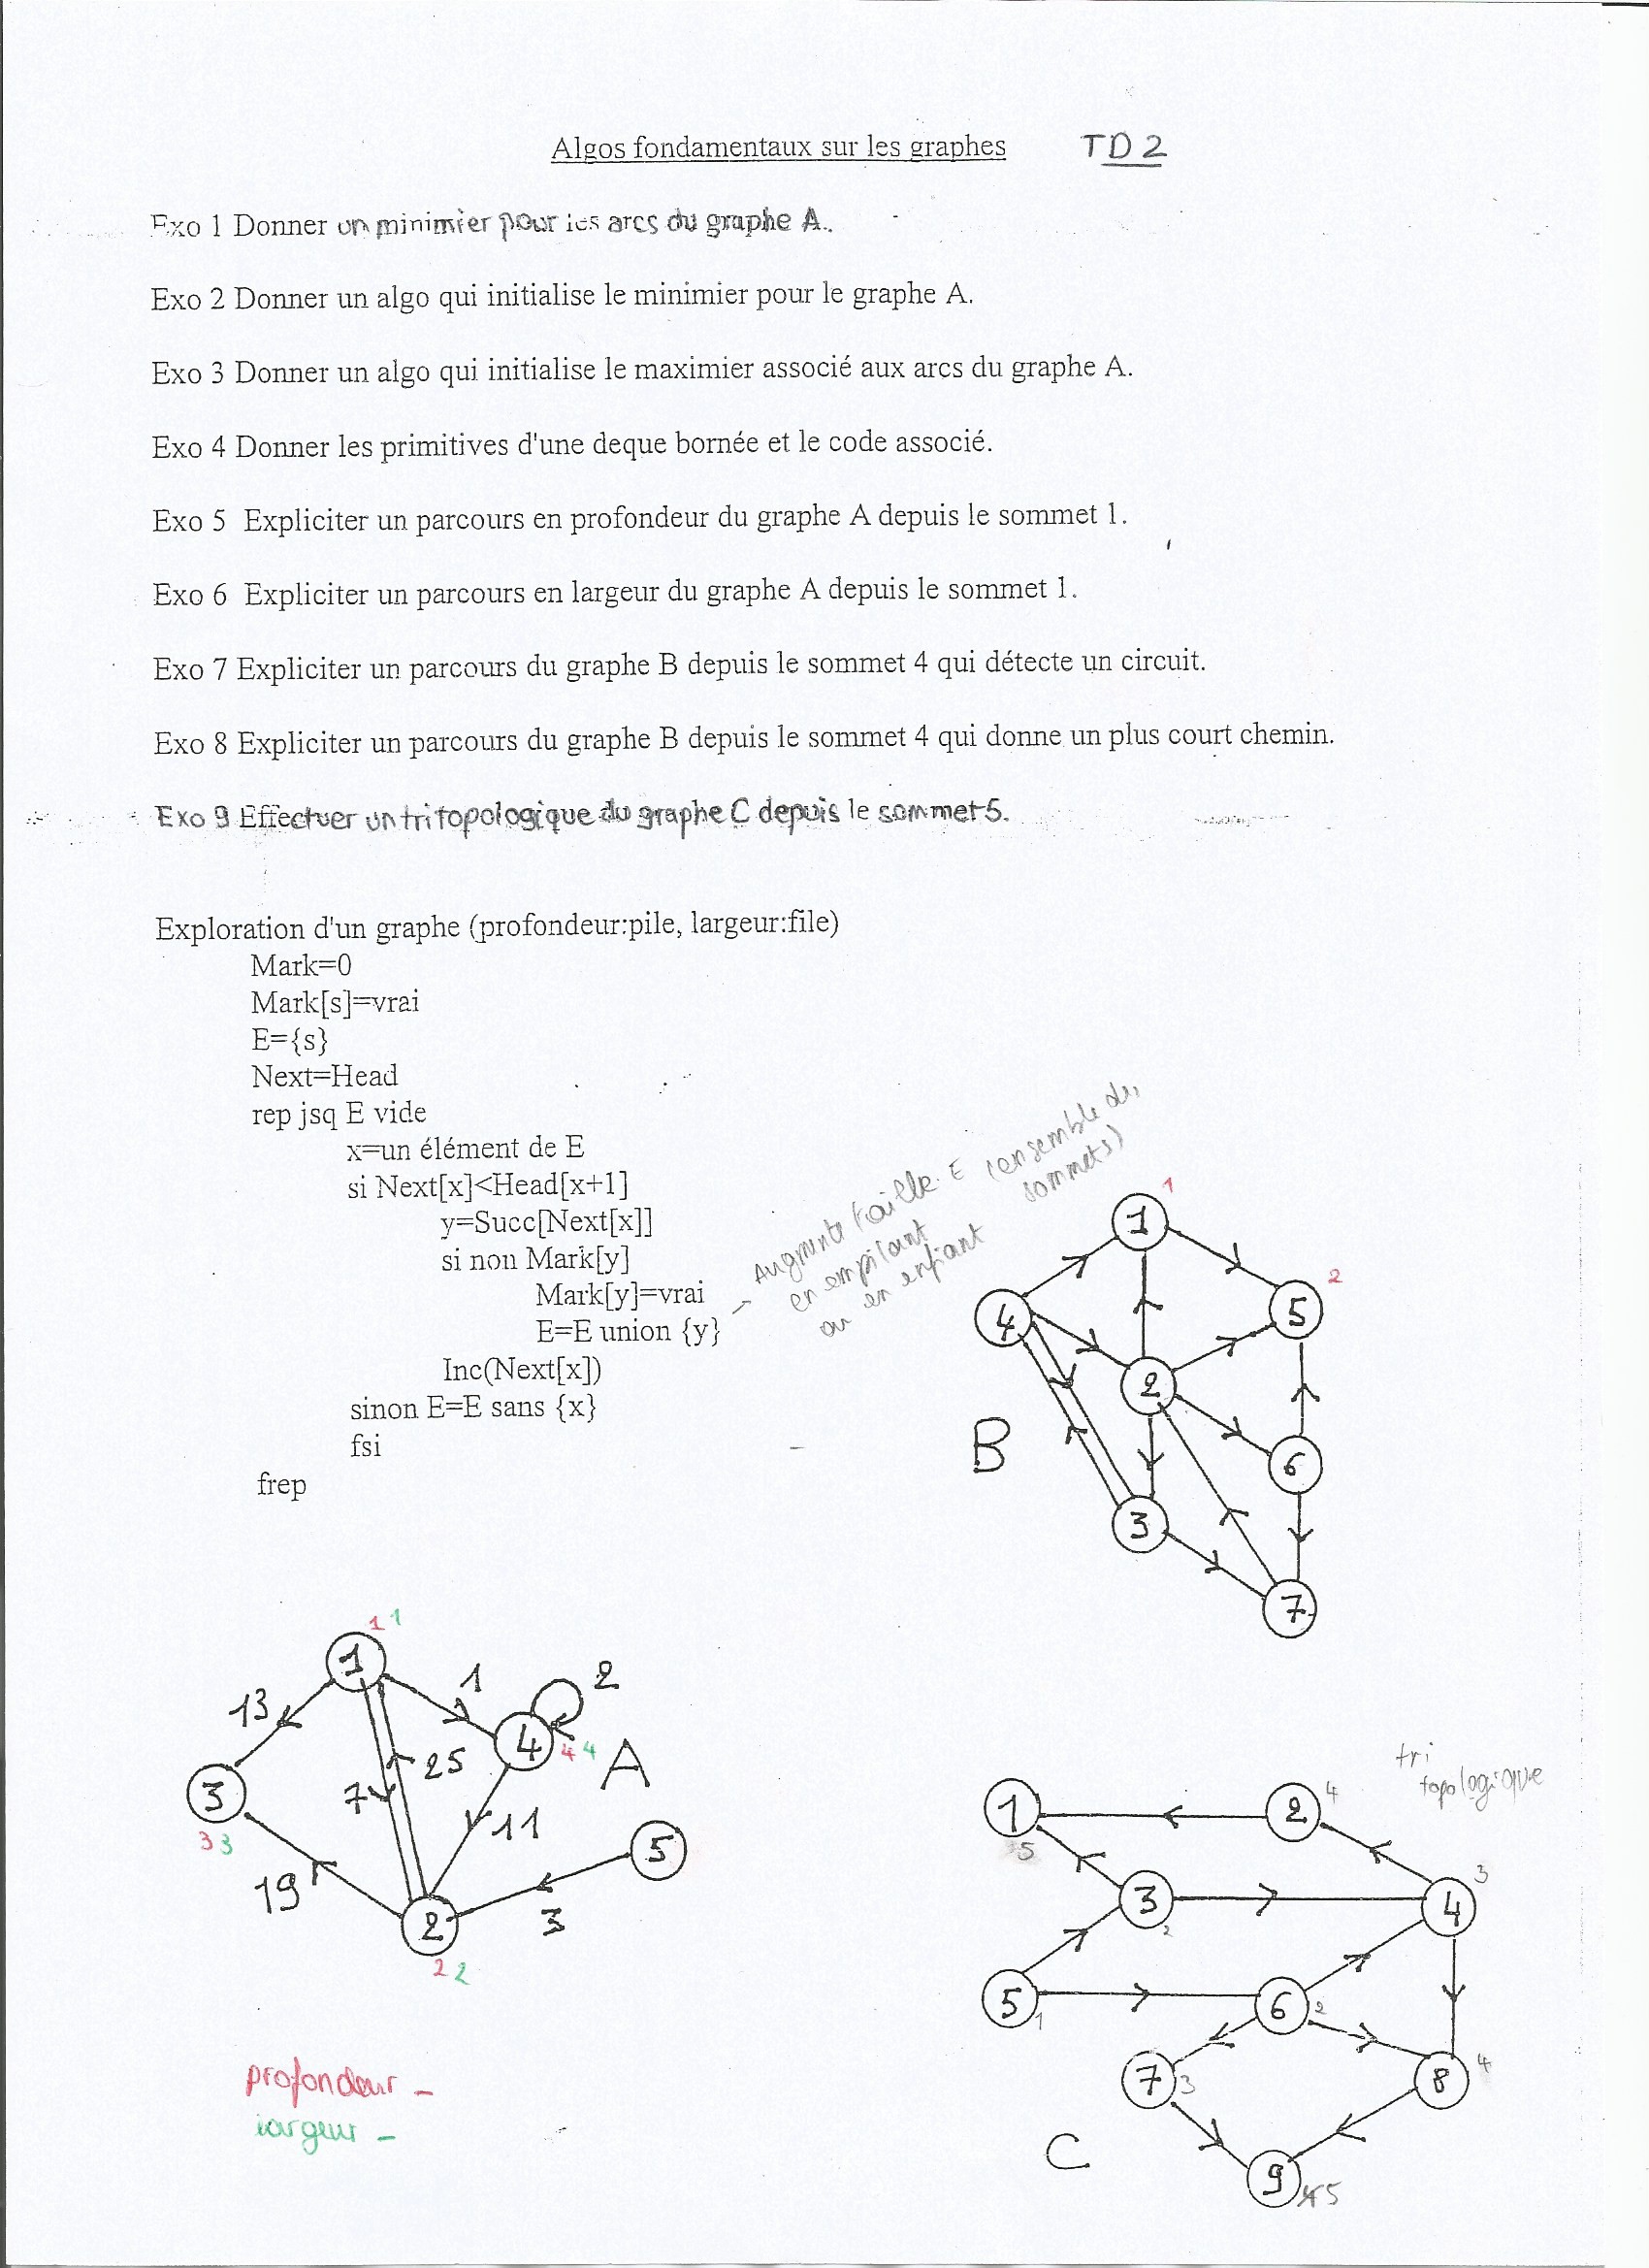 Algos fondamentaux sur les graphes TD 2
Exo 1 Donner un minimier pour les arcs du graphe A.
Exo 2 Donner un algo qui initialise le minimier pour le graphe A.
Exo 3 Donner un algo qui initialise le maximier associé aux arcs du graphe A.
Exo 4 Donner les primitives d'une deque bornée et le code associé.
Exo 5 Expliciter un parcours en profondeur du graphe A depuis le sommet 1.
Exo 6 Expliciter un parcours en largeur du graphe A depuis le sommet 1.
Exo 7 Expliciter un parcours du graphe B depuis le sommet 4 qui détecte un circuit.
Exo 8 Expliciter un parcours du graphe B depuis le sommet 4 qui donne un plus court chemin.
Exo 9 Effectuer un tri topologique du graphe C depuis le sommet 5.
Exploration d'un graphe (profondeur:pile, largeur:file)
Mark=0
Mark[s]=vrai
E={s}
Next=Head
rep jsq E vide
x=un élément de E
si Next[x]<Head[x+1]
y=Succ[Next[x]]
si non Mark[y]
Mark[y]=vrai
E=E union {y}
Inc(Next[x])
sinon E=E sans {x}
fsi
frep
Augmente taille E (ensemble des
sommets)
en empilant
ou en enfilant
1 1
5 2
4
2
B
6
3
7
1 1 1
13
1
2
4 4 4
A
25
7
3
3 3
11
5
19
2
3
2 2
profondeur -
largeur -
tri
topologique
1
5
2 4
3
2
4 3
5 1
6 2
7 3
8 4
C
9 5